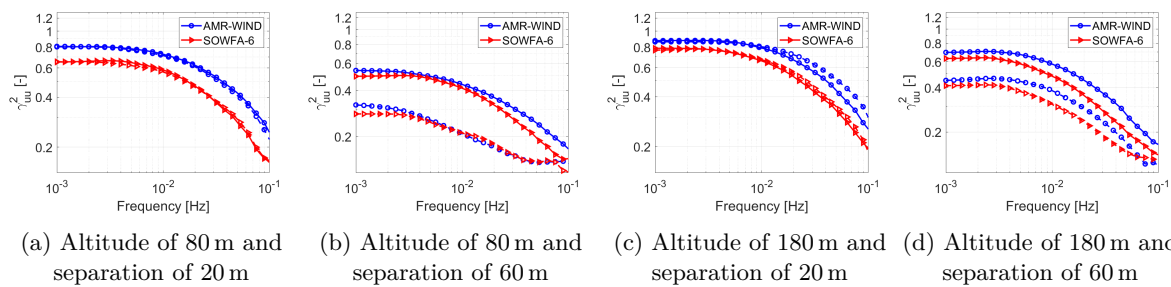 1.2
1
0.8
0.6
0.4
0.2
γ²uu [-]
AMR-WIND
SOWFA-6
10⁻³
10⁻²
10⁻¹
Frequency [Hz]
(a) Altitude of 80 m and
separation of 20 m
1.2
1
0.8
0.6
0.4
0.2
γ²uu [-]
AMR-WIND
SOWFA-6
10⁻³
10⁻²
10⁻¹
Frequency [Hz]
(b) Altitude of 80 m and
separation of 60 m
1.2
1
0.8
0.6
0.4
0.2
γ²uu [-]
AMR-WIND
SOWFA-6
10⁻³
10⁻²
10⁻¹
Frequency [Hz]
(c) Altitude of 180 m and
separation of 20 m
1.2
1
0.8
0.6
0.4
0.2
γ²uu [-]
AMR-WIND
SOWFA-6
10⁻³
10⁻²
10⁻¹
Frequency [Hz]
(d) Altitude of 180 m and
separation of 60 m